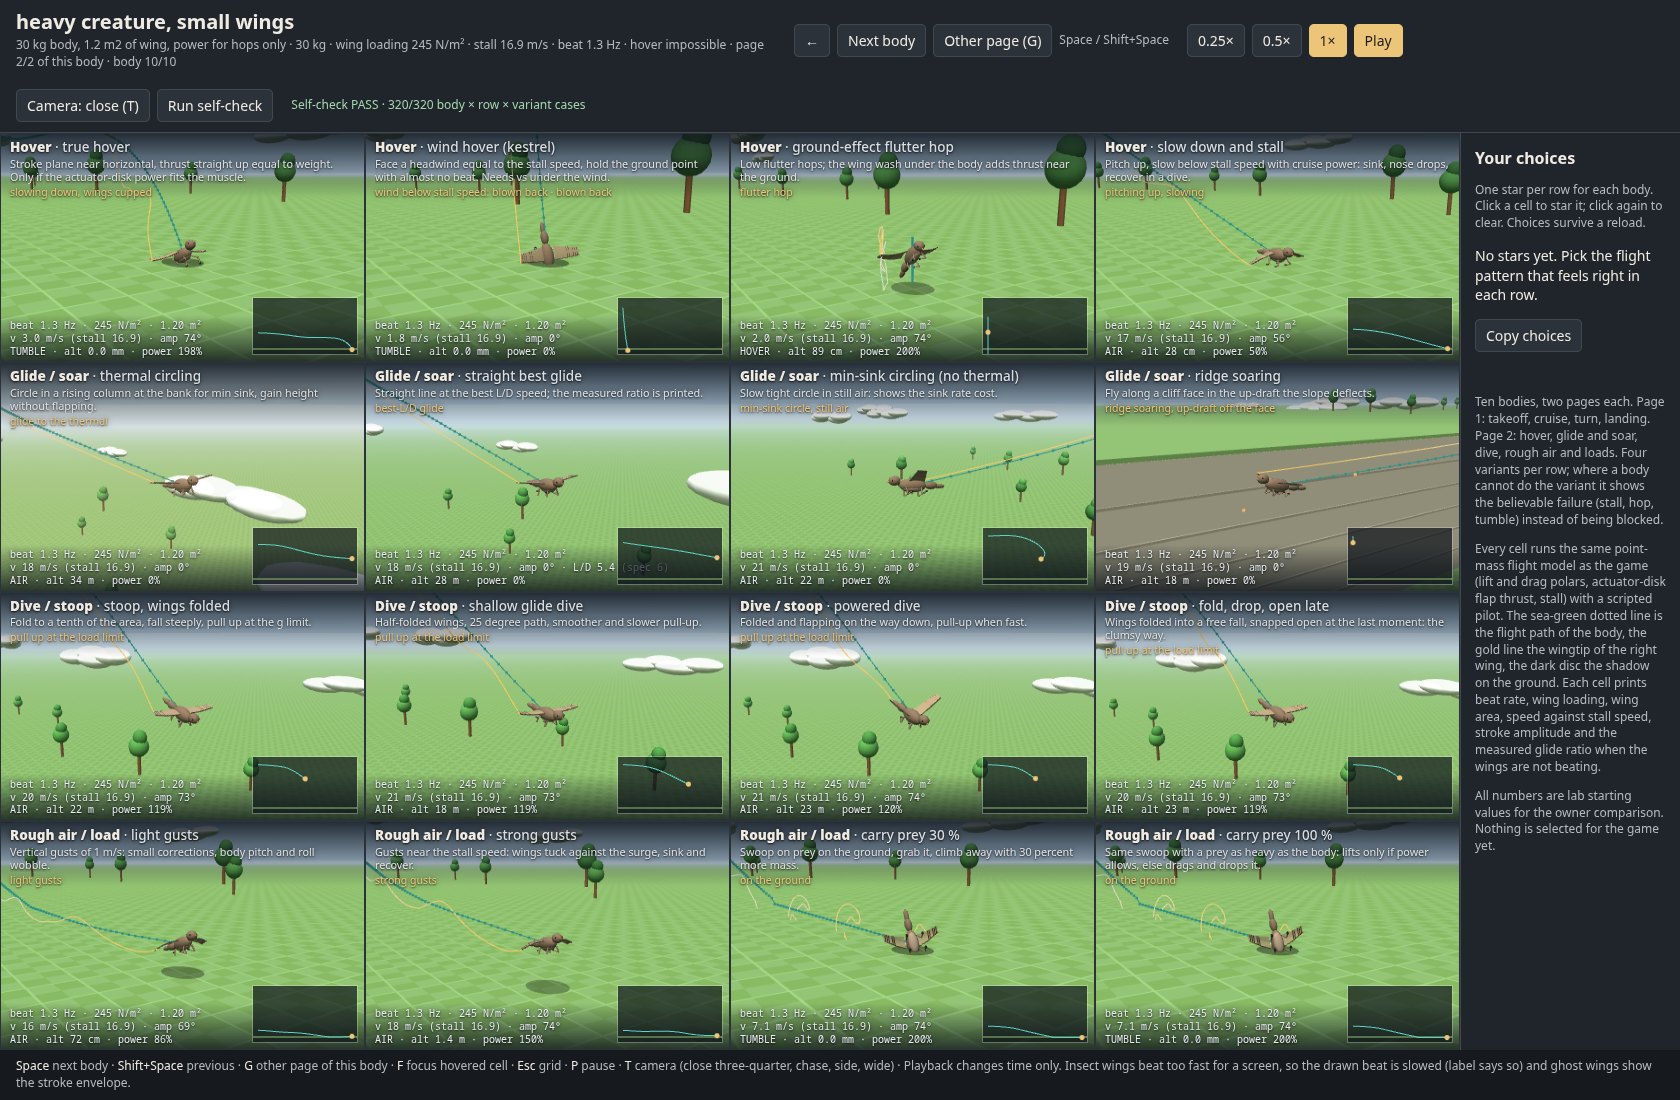 heavy creature, small wings
30 kg body, 1.2 m2 of wing, power for hops only · 30 kg · wing loading 245 N/m² · stall 16.9 m/s · beat 1.3 Hz · hover impossible · page
2/2 of this body · body 10/10
←
Next body
Other page (G)
Space / Shift+Space
0.25×
0.5×
1×
Play
Camera: close (T)
Run self-check
Self-check PASS · 320/320 body × row × variant cases
Hover · true hover
Stroke plane near horizontal, thrust straight up equal to weight.
Only if the actuator-disk power fits the muscle.
slowing down, wings cupped
beat 1.3 Hz · 245 N/m² · 1.20 m²
v 3.0 m/s (stall 16.9) · amp 74°
TUMBLE · alt 0.0 mm · power 198%
Hover · wind hover (kestrel)
Face a headwind equal to the stall speed, hold the ground point
with almost no beat. Needs vs under the wind.
wind below stall speed: blown back · blown back
beat 1.3 Hz · 245 N/m² · 1.20 m²
v 1.8 m/s (stall 16.9) · amp 0°
TUMBLE · alt 0.0 mm · power 0%
Hover · ground-effect flutter hop
Low flutter hops; the wing wash under the body adds thrust near
the ground.
flutter hop
beat 1.3 Hz · 245 N/m² · 1.20 m²
v 2.0 m/s (stall 16.9) · amp 74°
HOVER · alt 89 cm · power 200%
Hover · slow down and stall
Pitch up, slow below stall speed with cruise power: sink, nose drops,
recover in a dive.
pitching up, slowing
beat 1.3 Hz · 245 N/m² · 1.20 m²
v 17 m/s (stall 16.9) · amp 56°
AIR · alt 28 cm · power 50%
Glide / soar · thermal circling
Circle in a rising column at the bank for min sink, gain height
without flapping.
glide to the thermal
beat 1.3 Hz · 245 N/m² · 1.20 m²
v 18 m/s (stall 16.9) · amp 0°
AIR · alt 34 m · power 0%
Glide / soar · straight best glide
Straight line at the best L/D speed; the measured ratio is printed.
best-L/D glide
beat 1.3 Hz · 245 N/m² · 1.20 m²
v 18 m/s (stall 16.9) · amp 0° · L/D 5.4 (spec 6)
AIR · alt 28 m · power 0%
Glide / soar · min-sink circling (no thermal)
Slow tight circle in still air: shows the sink rate cost.
min-sink circle, still air
beat 1.3 Hz · 245 N/m² · 1.20 m²
v 21 m/s (stall 16.9) · amp 0°
AIR · alt 22 m · power 0%
Glide / soar · ridge soaring
Fly along a cliff face in the up-draft the slope deflects.
ridge soaring, up-draft off the face
beat 1.3 Hz · 245 N/m² · 1.20 m²
v 19 m/s (stall 16.9) · amp 0°
AIR · alt 18 m · power 0%
Dive / stoop · stoop, wings folded
Fold to a tenth of the area, fall steeply, pull up at the g limit.
pull up at the load limit
beat 1.3 Hz · 245 N/m² · 1.20 m²
v 20 m/s (stall 16.9) · amp 73°
AIR · alt 22 m · power 119%
Dive / stoop · shallow glide dive
Half-folded wings, 25 degree path, smoother and slower pull-up.
pull up at the load limit
beat 1.3 Hz · 245 N/m² · 1.20 m²
v 21 m/s (stall 16.9) · amp 73°
AIR · alt 18 m · power 119%
Dive / stoop · powered dive
Folded and flapping on the way down, pull-up when fast.
pull up at the load limit
beat 1.3 Hz · 245 N/m² · 1.20 m²
v 21 m/s (stall 16.9) · amp 74°
AIR · alt 23 m · power 120%
Dive / stoop · fold, drop, open late
Wings folded into a free fall, snapped open at the last moment: the
clumsy way.
pull up at the load limit
beat 1.3 Hz · 245 N/m² · 1.20 m²
v 20 m/s (stall 16.9) · amp 73°
AIR · alt 23 m · power 119%
Rough air / load · light gusts
Vertical gusts of 1 m/s: small corrections, body pitch and roll
wobble.
light gusts
beat 1.3 Hz · 245 N/m² · 1.20 m²
v 16 m/s (stall 16.9) · amp 69°
AIR · alt 72 cm · power 86%
Rough air / load · strong gusts
Gusts near the stall speed: wings tuck against the surge, sink and
recover.
strong gusts
beat 1.3 Hz · 245 N/m² · 1.20 m²
v 18 m/s (stall 16.9) · amp 74°
AIR · alt 1.4 m · power 150%
Rough air / load · carry prey 30 %
Swoop on prey on the ground, grab it, climb away with 30 percent
more mass.
on the ground
beat 1.3 Hz · 245 N/m² · 1.20 m²
v 7.1 m/s (stall 16.9) · amp 74°
TUMBLE · alt 0.0 mm · power 200%
Rough air / load · carry prey 100 %
Same swoop with a prey as heavy as the body: lifts only if power
allows, else drags and drops it.
on the ground
beat 1.3 Hz · 245 N/m² · 1.20 m²
v 7.1 m/s (stall 16.9) · amp 74°
TUMBLE · alt 0.0 mm · power 200%
Your choices
One star per row for each body.
Click a cell to star it; click again to
clear. Choices survive a reload.
No stars yet. Pick the flight
pattern that feels right in
each row.
Copy choices
Ten bodies, two pages each. Page
1: takeoff, cruise, turn, landing.
Page 2: hover, glide and soar,
dive, rough air and loads. Four
variants per row; where a body
cannot do the variant it shows
the believable failure (stall, hop,
tumble) instead of being blocked.
Every cell runs the same point-
mass flight model as the game
(lift and drag polars, actuator-disk
flap thrust, stall) with a scripted
pilot. The sea-green dotted line is
the flight path of the body, the
gold line the wingtip of the right
wing, the dark disc the shadow
on the ground. Each cell prints
beat rate, wing loading, wing
area, speed against stall speed,
stroke amplitude and the
measured glide ratio when the
wings are not beating.
All numbers are lab starting
values for the owner comparison.
Nothing is selected for the game
yet.
Space next body · Shift+Space previous · G other page of this body · F focus hovered cell · Esc grid · P pause · T camera (close three-quarter, chase, side, wide) · Playback changes time only. Insect wings beat too fast for a screen, so the drawn beat is slowed (label says so) and ghost wings show
the stroke envelope.